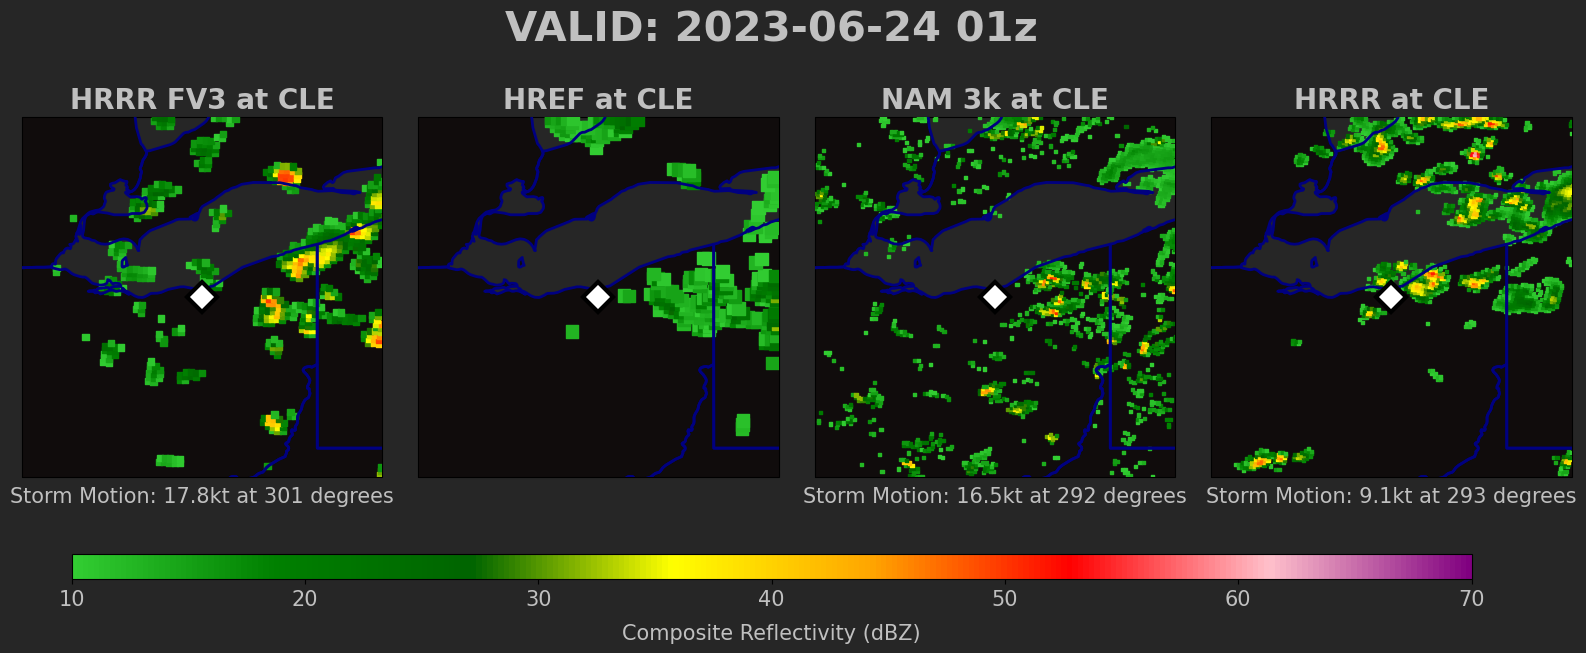 VALID: 2023-06-24 01z
HRRR FV3 at CLE
HREF at CLE
NAM 3k at CLE
HRRR at CLE
Storm Motion: 17.8kt at 301 degrees
Storm Motion: 16.5kt at 292 degrees
Storm Motion: 9.1kt at 293 degrees
10 20 30 40 50 60 70
Composite Reflectivity (dBZ)